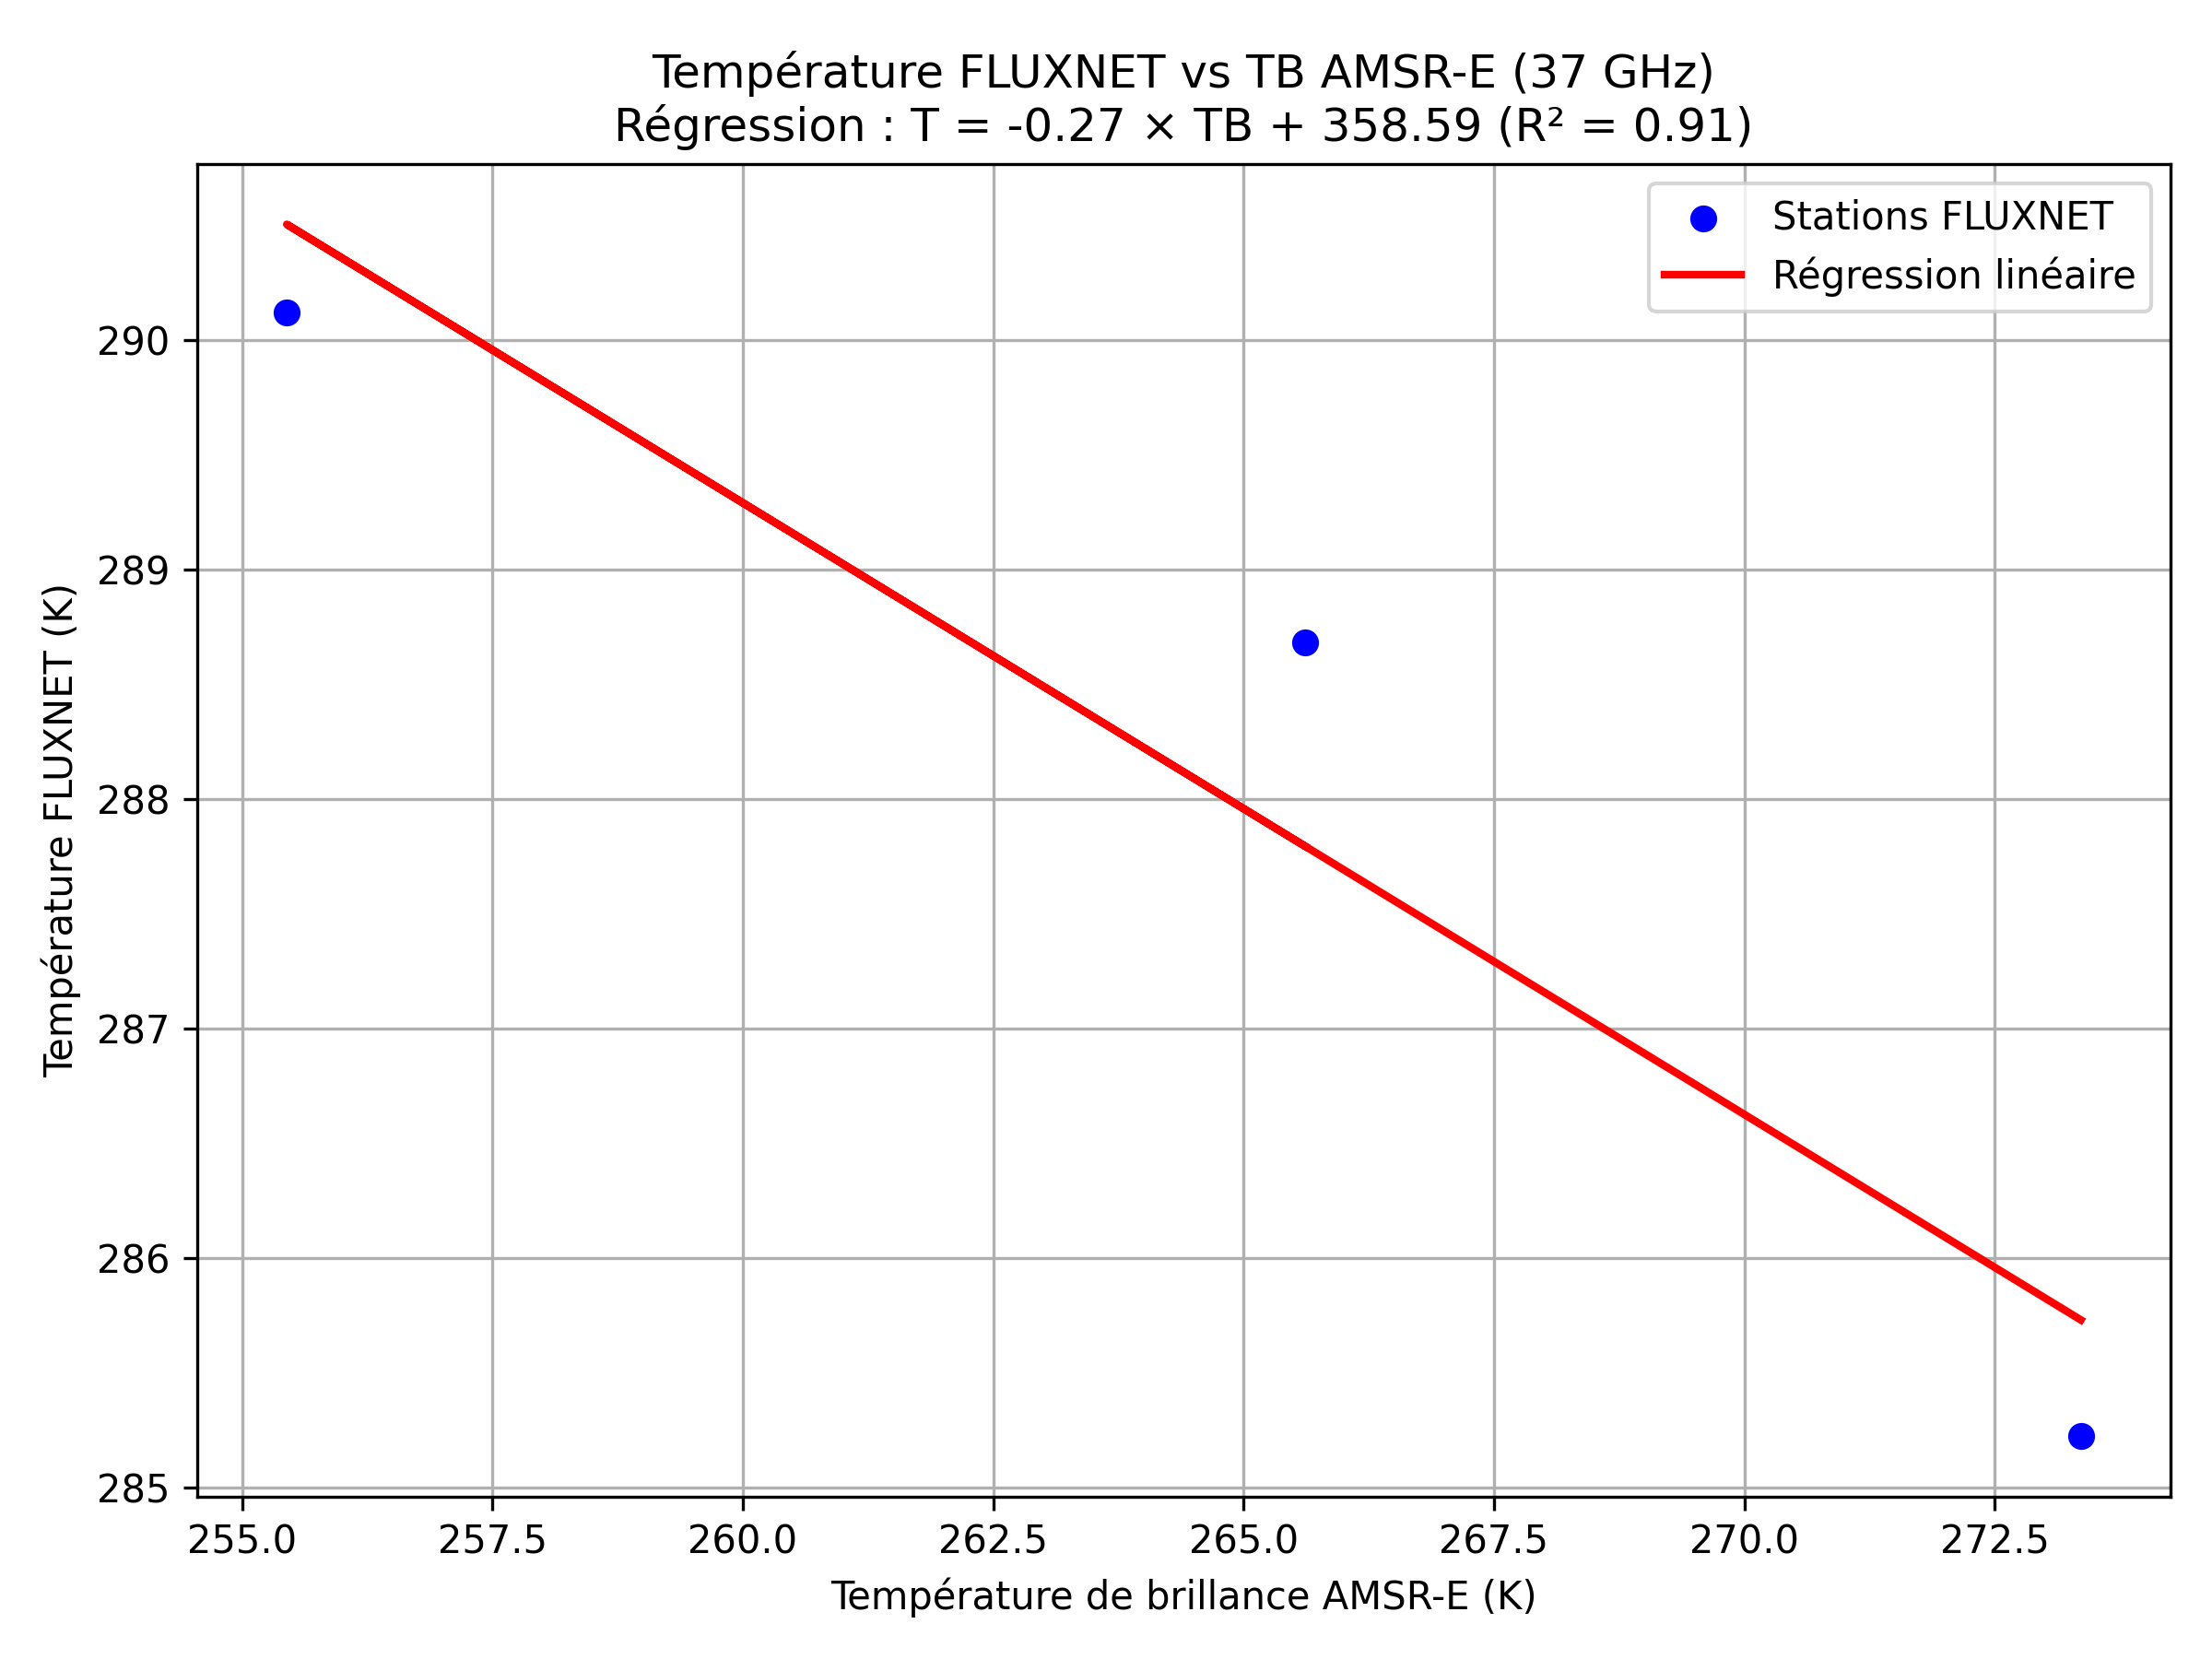 Température FLUXNET vs TB AMSR-E (37 GHz)
Régression : T = -0.27 × TB + 358.59 (R² = 0.91)
Stations FLUXNET
Régression linéaire
Température FLUXNET (K)
290
289
288
287
286
285
255.0 257.5 260.0 262.5 265.0 267.5 270.0 272.5
Température de brillance AMSR-E (K)